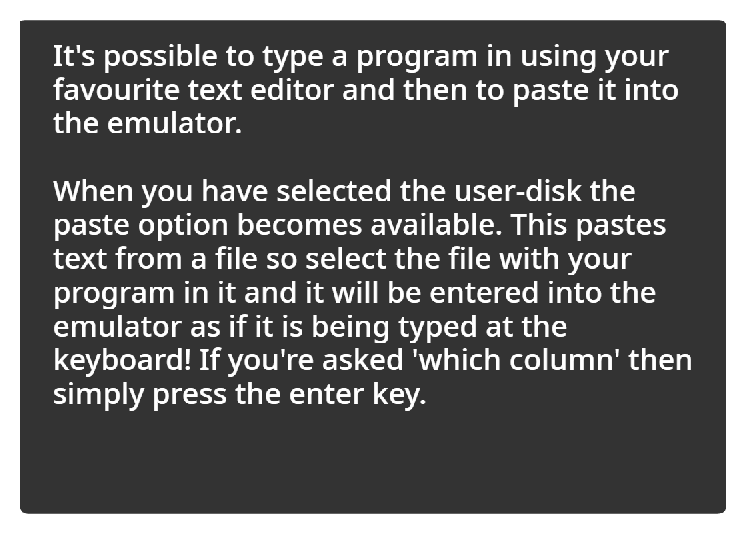 It's possible to type a program in using your
favourite text editor and then to paste it into
the emulator.
When you have selected the user-disk the
paste option becomes available. This pastes
text from a file so select the file with your
program in it and it will be entered into the
emulator as if it is being typed at the
keyboard! If you're asked 'which column' then
simply press the enter key.